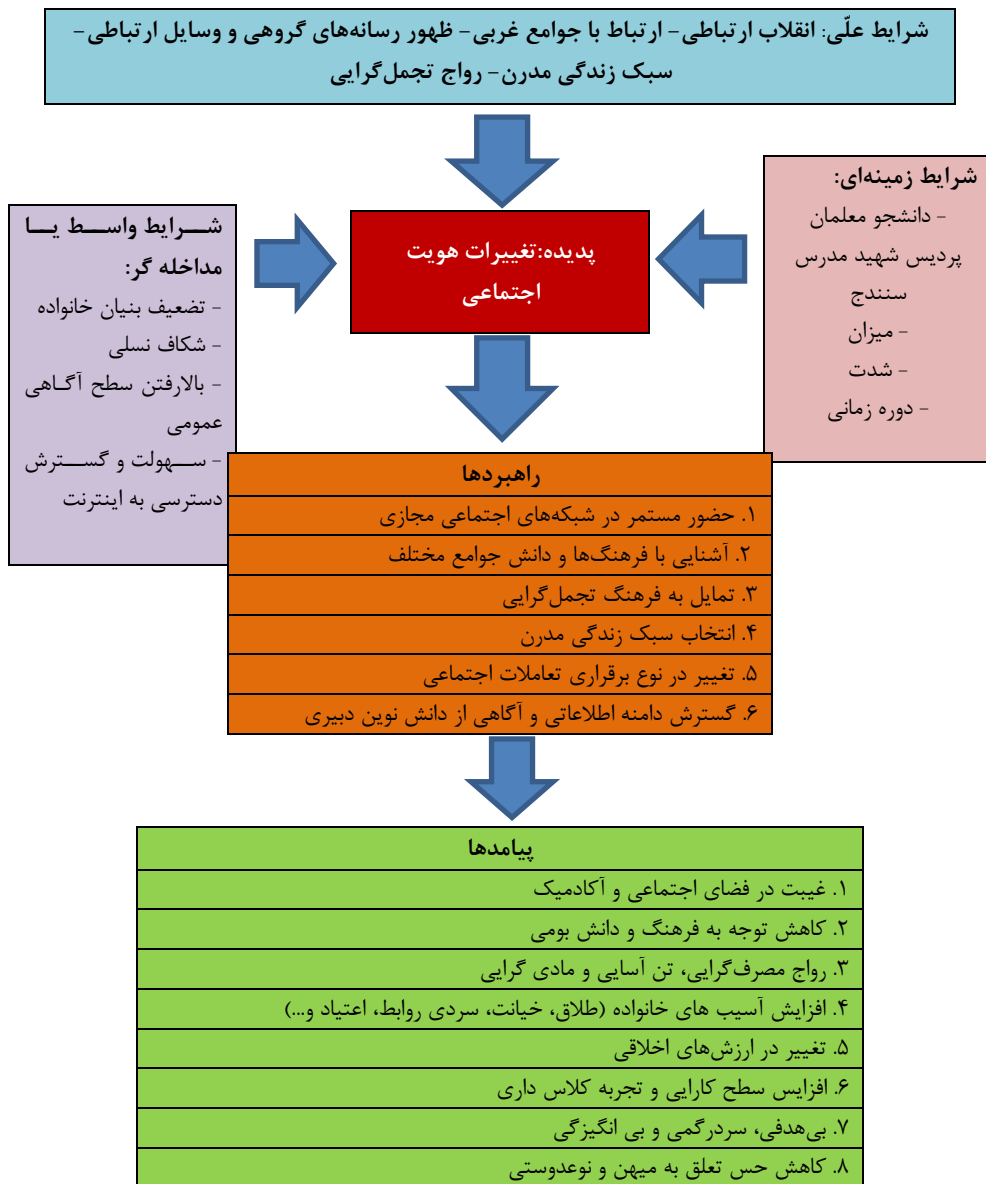 شرایط علّی: انقلاب ارتباطی- ارتباط با جوامع غربی- ظهور رسانه‌های گروهی و وسایل ارتباطی-
سبک زندگی مدرن- رواج تجمل‌گرایی
شرایط زمینه‌ای:
- دانشجو معلمان
پردیس شهید مدرس
سنندج
- میزان
- شدت
- دوره زمانی
پدیده:تغییرات هویت
اجتماعی
شــرایط واســط یــا
مداخله گر:
- تضعیف بنیان خانواده
- شکاف نسلی
- بالارفتن سطح آگـاهی
عمومی
- ســهولت و گســترش
دسترسی به اینترنت
راهبردها
۱. حضور مستمر در شبکه‌های اجتماعی مجازی
۲. آشنایی با فرهنگ‌ها و دانش جوامع مختلف
۳. تمایل به فرهنگ تجمل‌گرایی
۴. انتخاب سبک زندگی مدرن
۵. تغییر در نوع برقراری تعاملات اجتماعی
۶. گسترش دامنه اطلاعاتی و آگاهی از دانش نوین دبیری
پیامدها
۱. غیبت در فضای اجتماعی و آکادمیک
۲. کاهش توجه به فرهنگ و دانش بومی
۳. رواج مصرف‌گرایی، تن آسایی و مادی گرایی
۴. افزایش آسیب های خانواده (طلاق، خیانت، سردی روابط، اعتیاد و...)
۵. تغییر در ارزش‌های اخلاقی
۶. افزایس سطح کارایی و تجربه کلاس داری
۷. بی‌هدفی، سردرگمی و بی انگیزگی
۸. کاهش حس تعلق به میهن و نوعدوستی